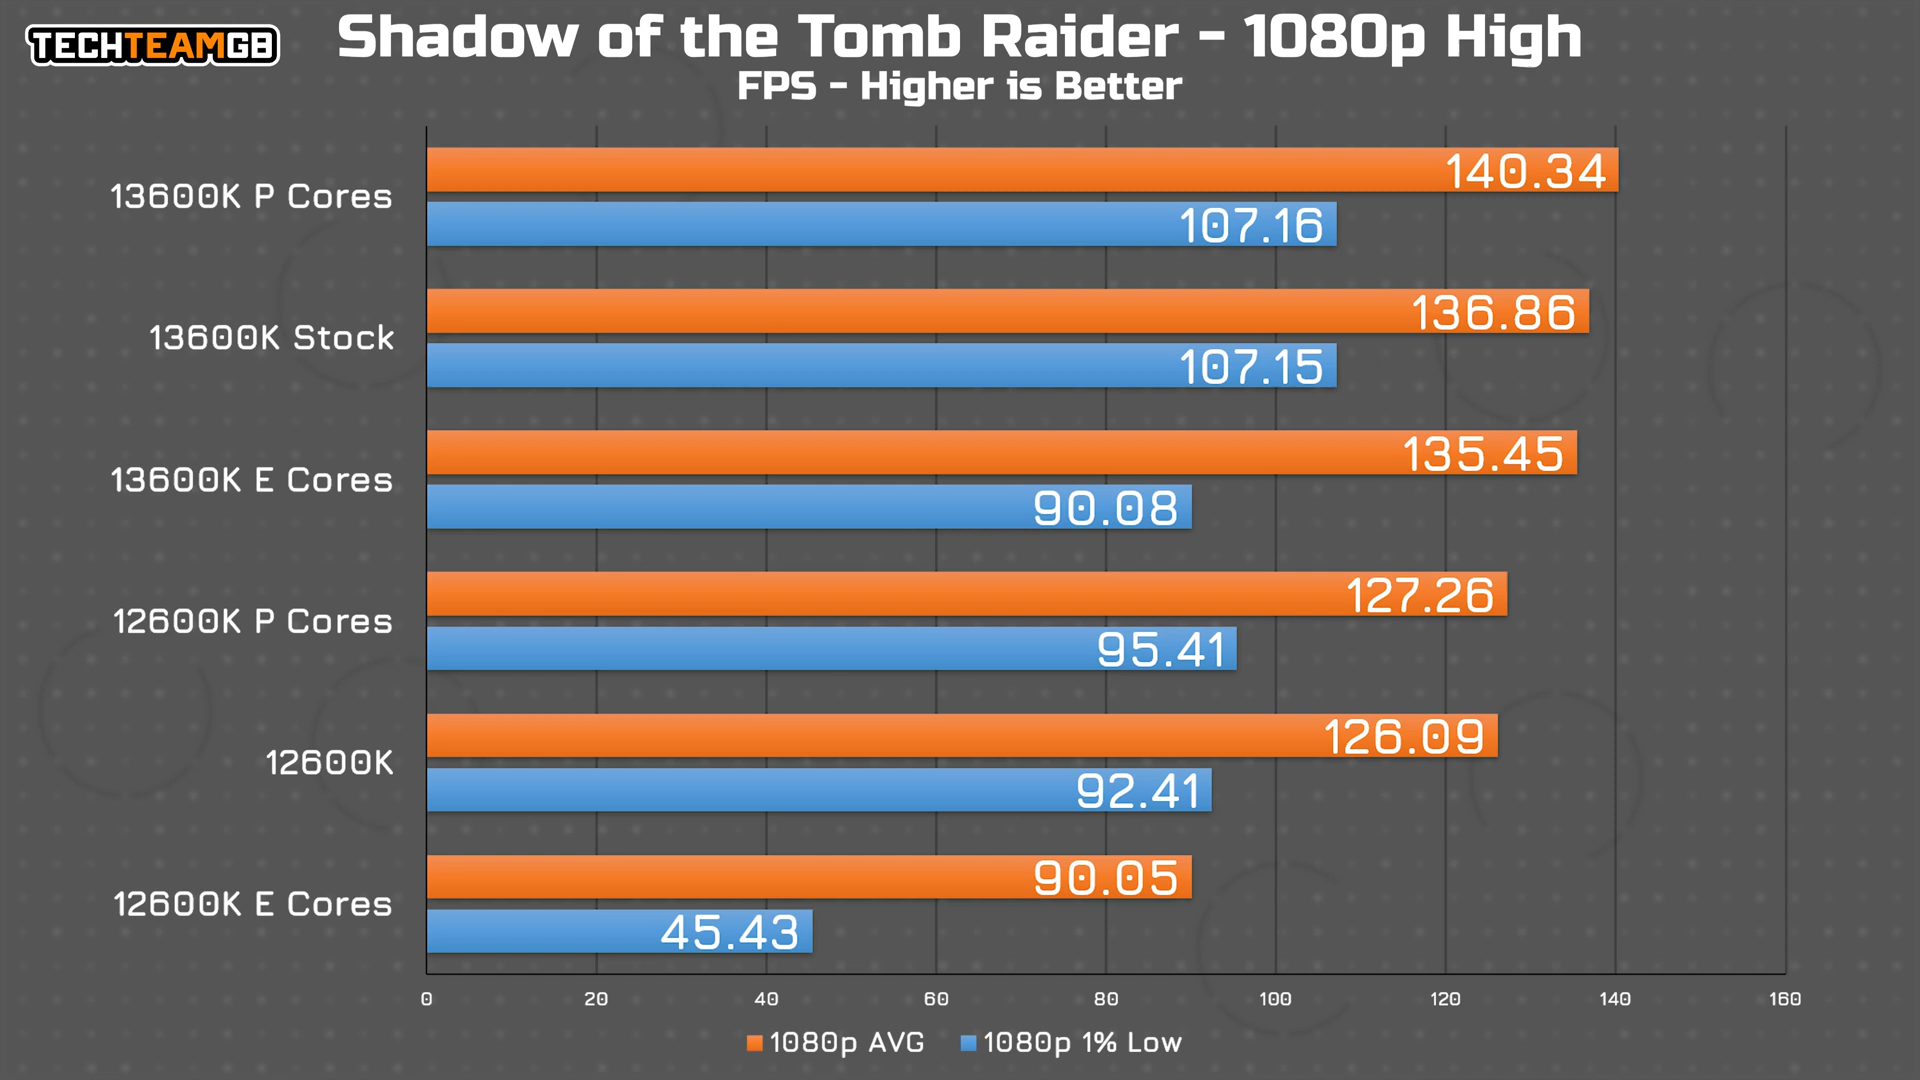 TECHTEAMGB
Shadow of the Tomb Raider - 1080p High
FPS - Higher is Better
13600K P Cores
140.34
107.16
13600K Stock
136.86
107.15
13600K E Cores
135.45
90.08
12600K P Cores
127.26
95.41
12600K
126.09
92.41
12600K E Cores
90.05
45.43
0 20 40 60 80 100 120 140 160
1080p AVG 1080p 1% Low